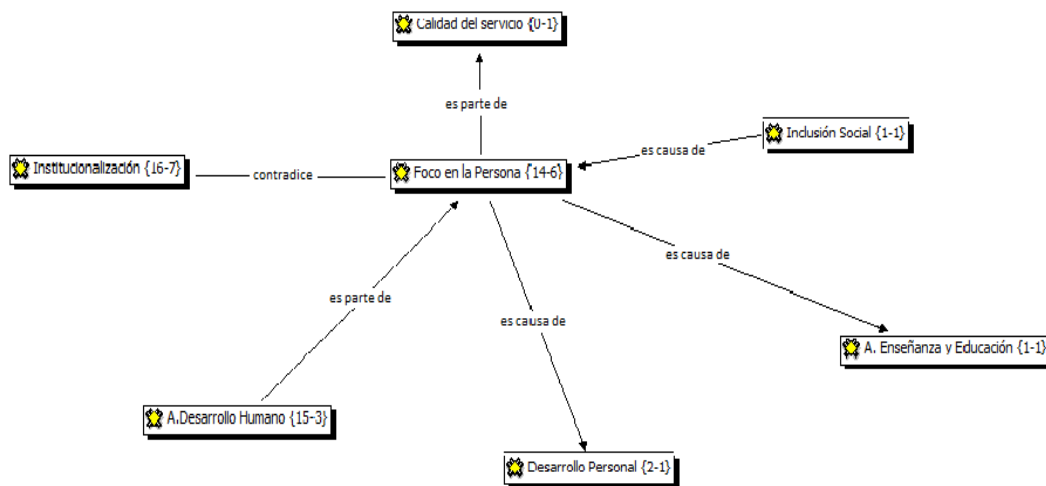 Calidad del servicio {0-1}
es parte de
Inclusión Social {1-1}
es causa de
Institucionalización {16-7}
contradice
Foco en la Persona {14-6}
es causa de
es parte de
es causa de
A. Enseñanza y Educación {1-1}
A.Desarrollo Humano {15-3}
Desarrollo Personal {2-1}